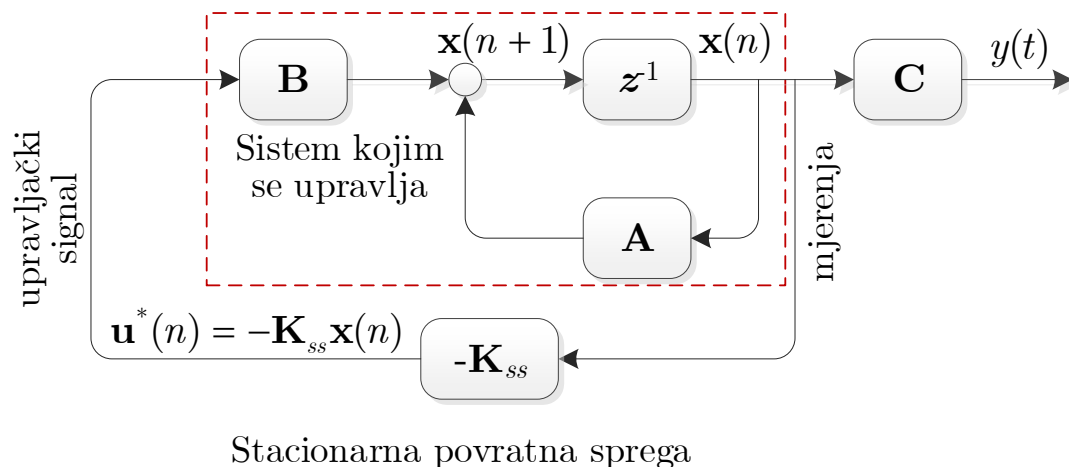 x(n + 1)
x(n)
y(t)
B
z¹
C
Sistem kojim
se upravlja
A
upravljački
signal
mjerenja
u*(n) = −Kₛₛx(n)
-Kₛₛ
Stacionarna povratna sprega